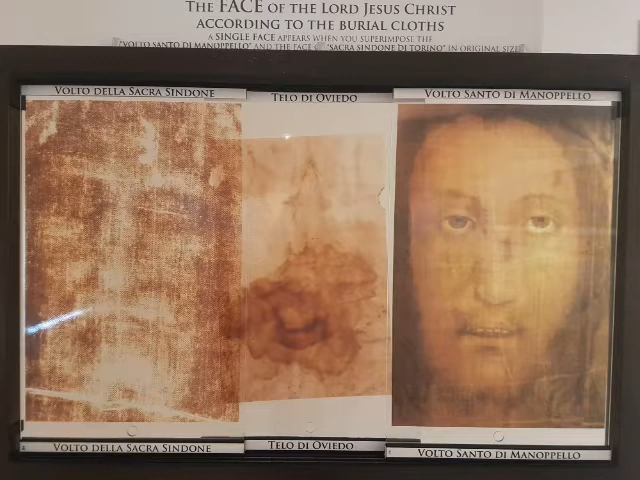 The FACE of the Lord Jesus Christ
according to the burial cloths
a SINGLE FACE appears when you superimpose the
"Volto Santo di Manoppello" and the face "Sacra Sindone di Torino" in original size
Volto della Sacra Sindone
Telo di Oviedo
Volto Santo di Manoppello
Volto della Sacra Sindone
Telo di Oviedo
Volto Santo di Manoppello